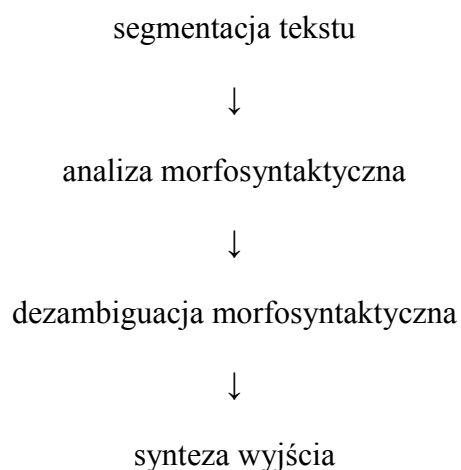 segmentacja tekstu
↓
analiza morfosyntaktyczna
↓
dezambiguacja morfosyntaktyczna
↓
synteza wyjścia